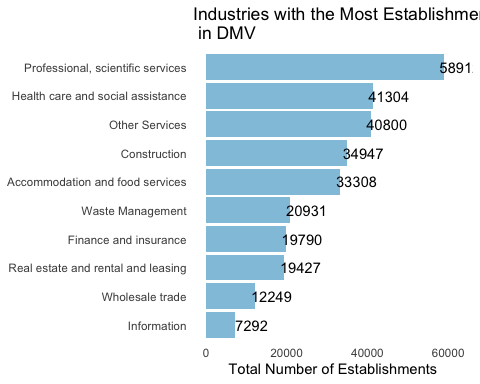 Industries with the Most Establishme
in DMV
Professional, scientific services 5891
Health care and social assistance 41304
Other Services 40800
Construction 34947
Accommodation and food services 33308
Waste Management 20931
Finance and insurance 19790
Real estate and rental and leasing 19427
Wholesale trade 12249
Information 7292
0 20000 40000 60000
Total Number of Establishments